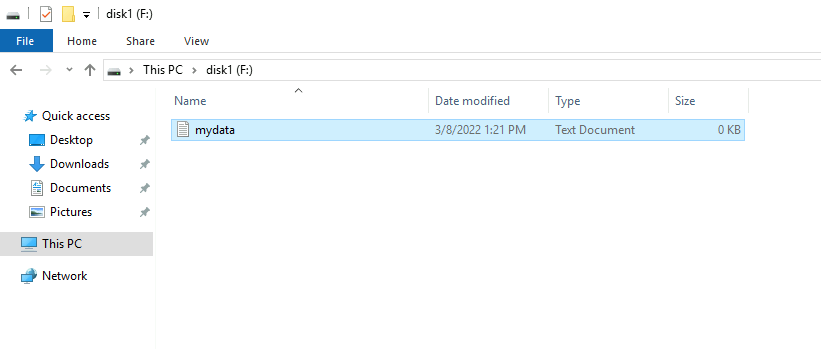 disk1 (F:)
File Home Share View
This PC disk1 (F:)
Name Date modified Type Size
Quick access
mydata 3/8/2022 1:21 PM Text Document 0 KB
Desktop
Downloads
Documents
Pictures
This PC
Network